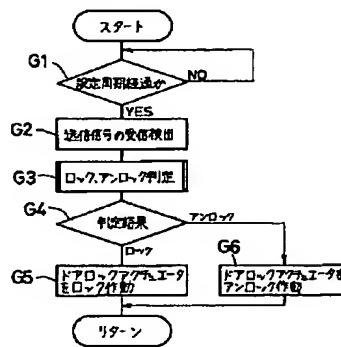 スタート
G1
設定周期経過か
NO
YES
G2
送信信号の受信検出
G3
ロック,アンロック判定
G4
判定結果
アンロック
ロック
G5
ドアロックアクチュエータ
をロック作動
G6
ドアロックアクチュエータを
アンロック作動
リターン